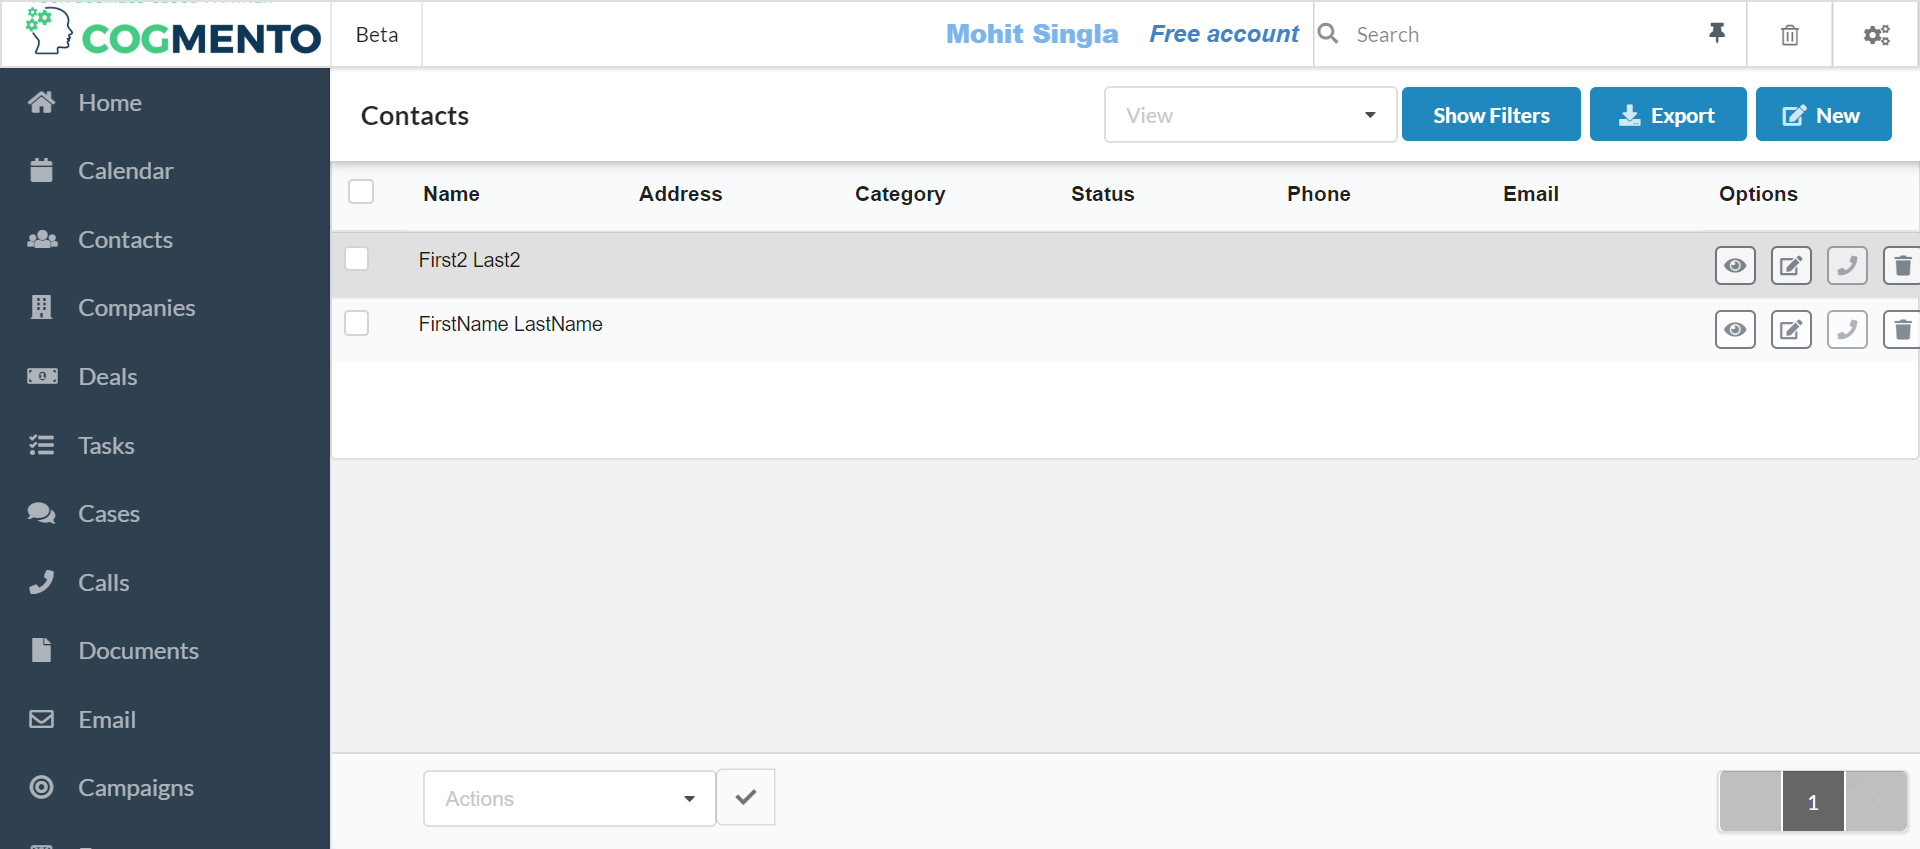 COGMENTO
Beta
Mohit Singla
Free account
Search
Home
Calendar
Contacts
Companies
Deals
Tasks
Cases
Calls
Documents
Email
Campaigns
Contacts
View
Show Filters
Export
New
Name Address Category Status Phone Email Options
First2 Last2
FirstName LastName
Actions
1